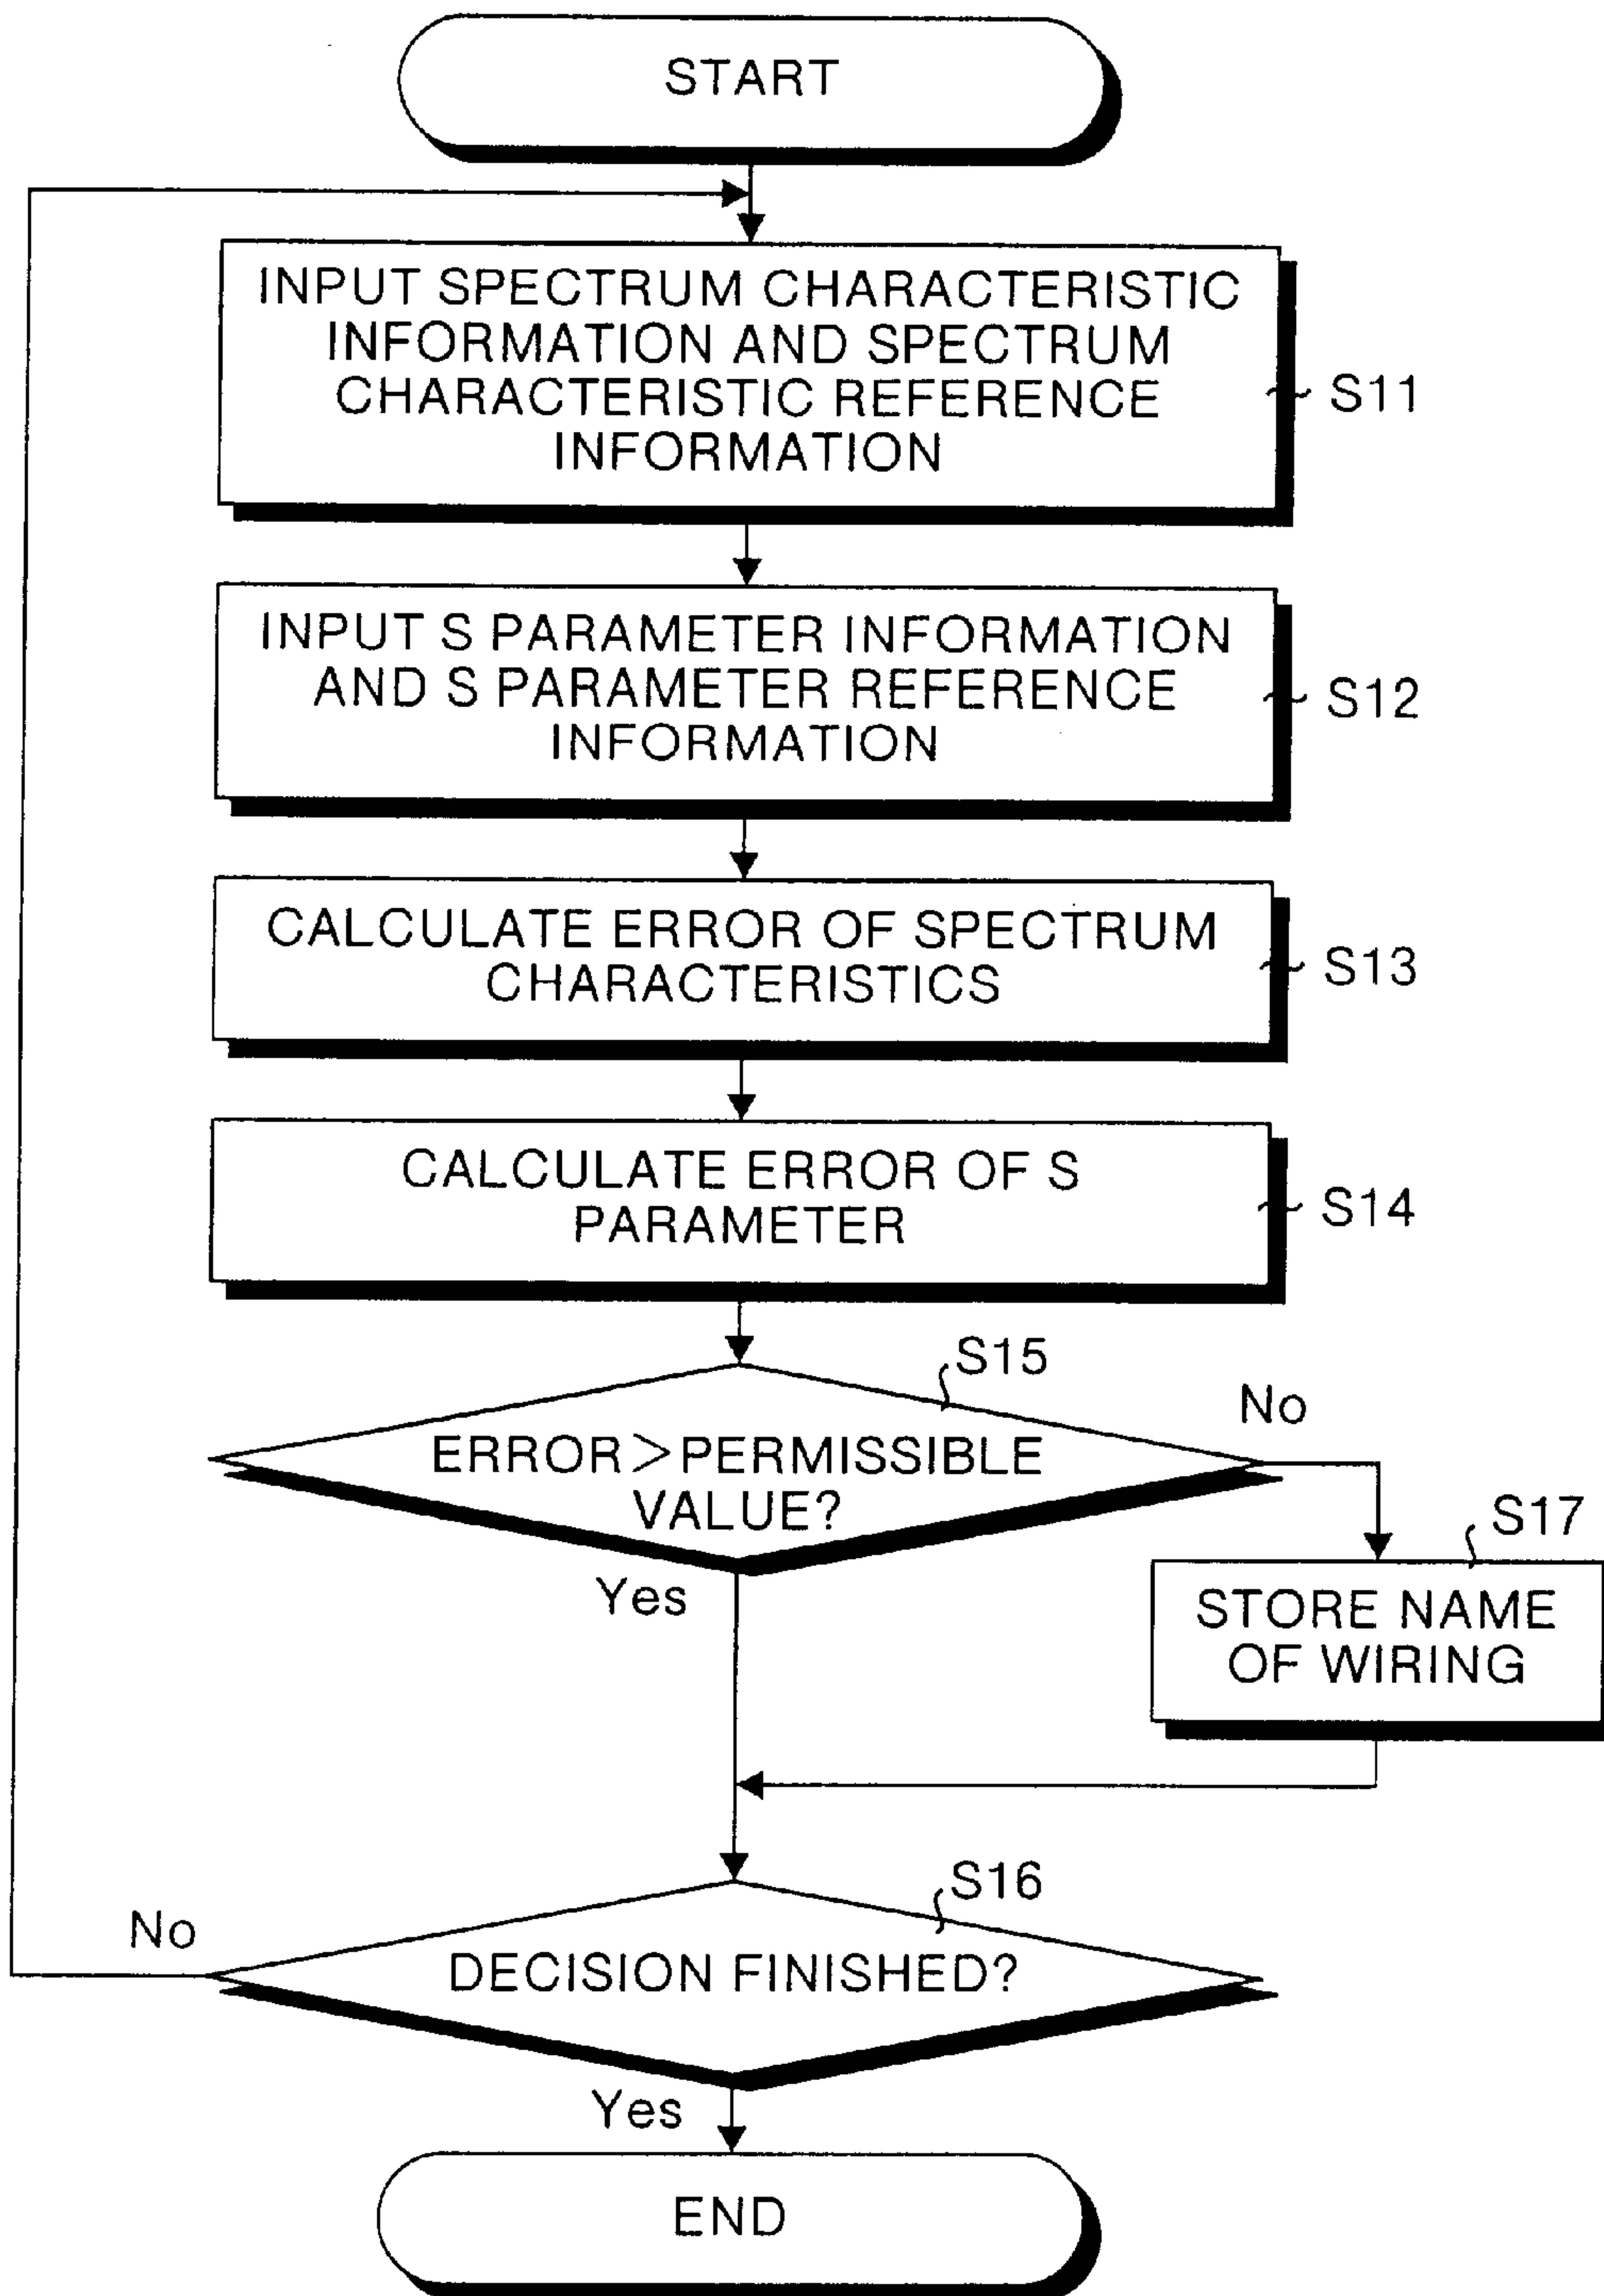 START
INPUT SPECTRUM CHARACTERISTIC
INFORMATION AND SPECTRUM
CHARACTERISTIC REFERENCE
INFORMATION
S11
INPUT S PARAMETER INFORMATION
AND S PARAMETER REFERENCE
INFORMATION
S12
CALCULATE ERROR OF SPECTRUM
CHARACTERISTICS
S13
CALCULATE ERROR OF S
PARAMETER
S14
S15
ERROR>PERMISSIBLE
VALUE?
No
Yes
S17
STORE NAME
OF WIRING
S16
DECISION FINISHED?
No
Yes
END